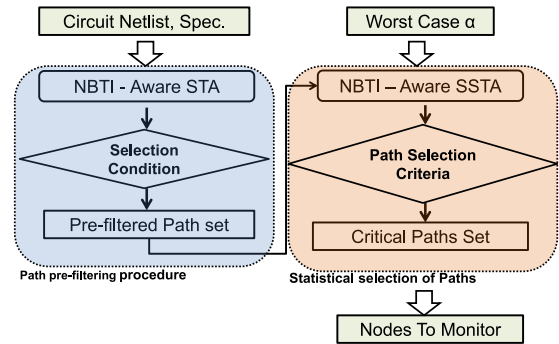 Circuit Netlist, Spec.
NBTI - Aware STA
Selection
Condition
Pre-filtered Path set
Path pre-filtering procedure
Worst Case α
NBTI – Aware SSTA
Path Selection
Criteria
Critical Paths Set
Statistical selection of Paths
Nodes To Monitor